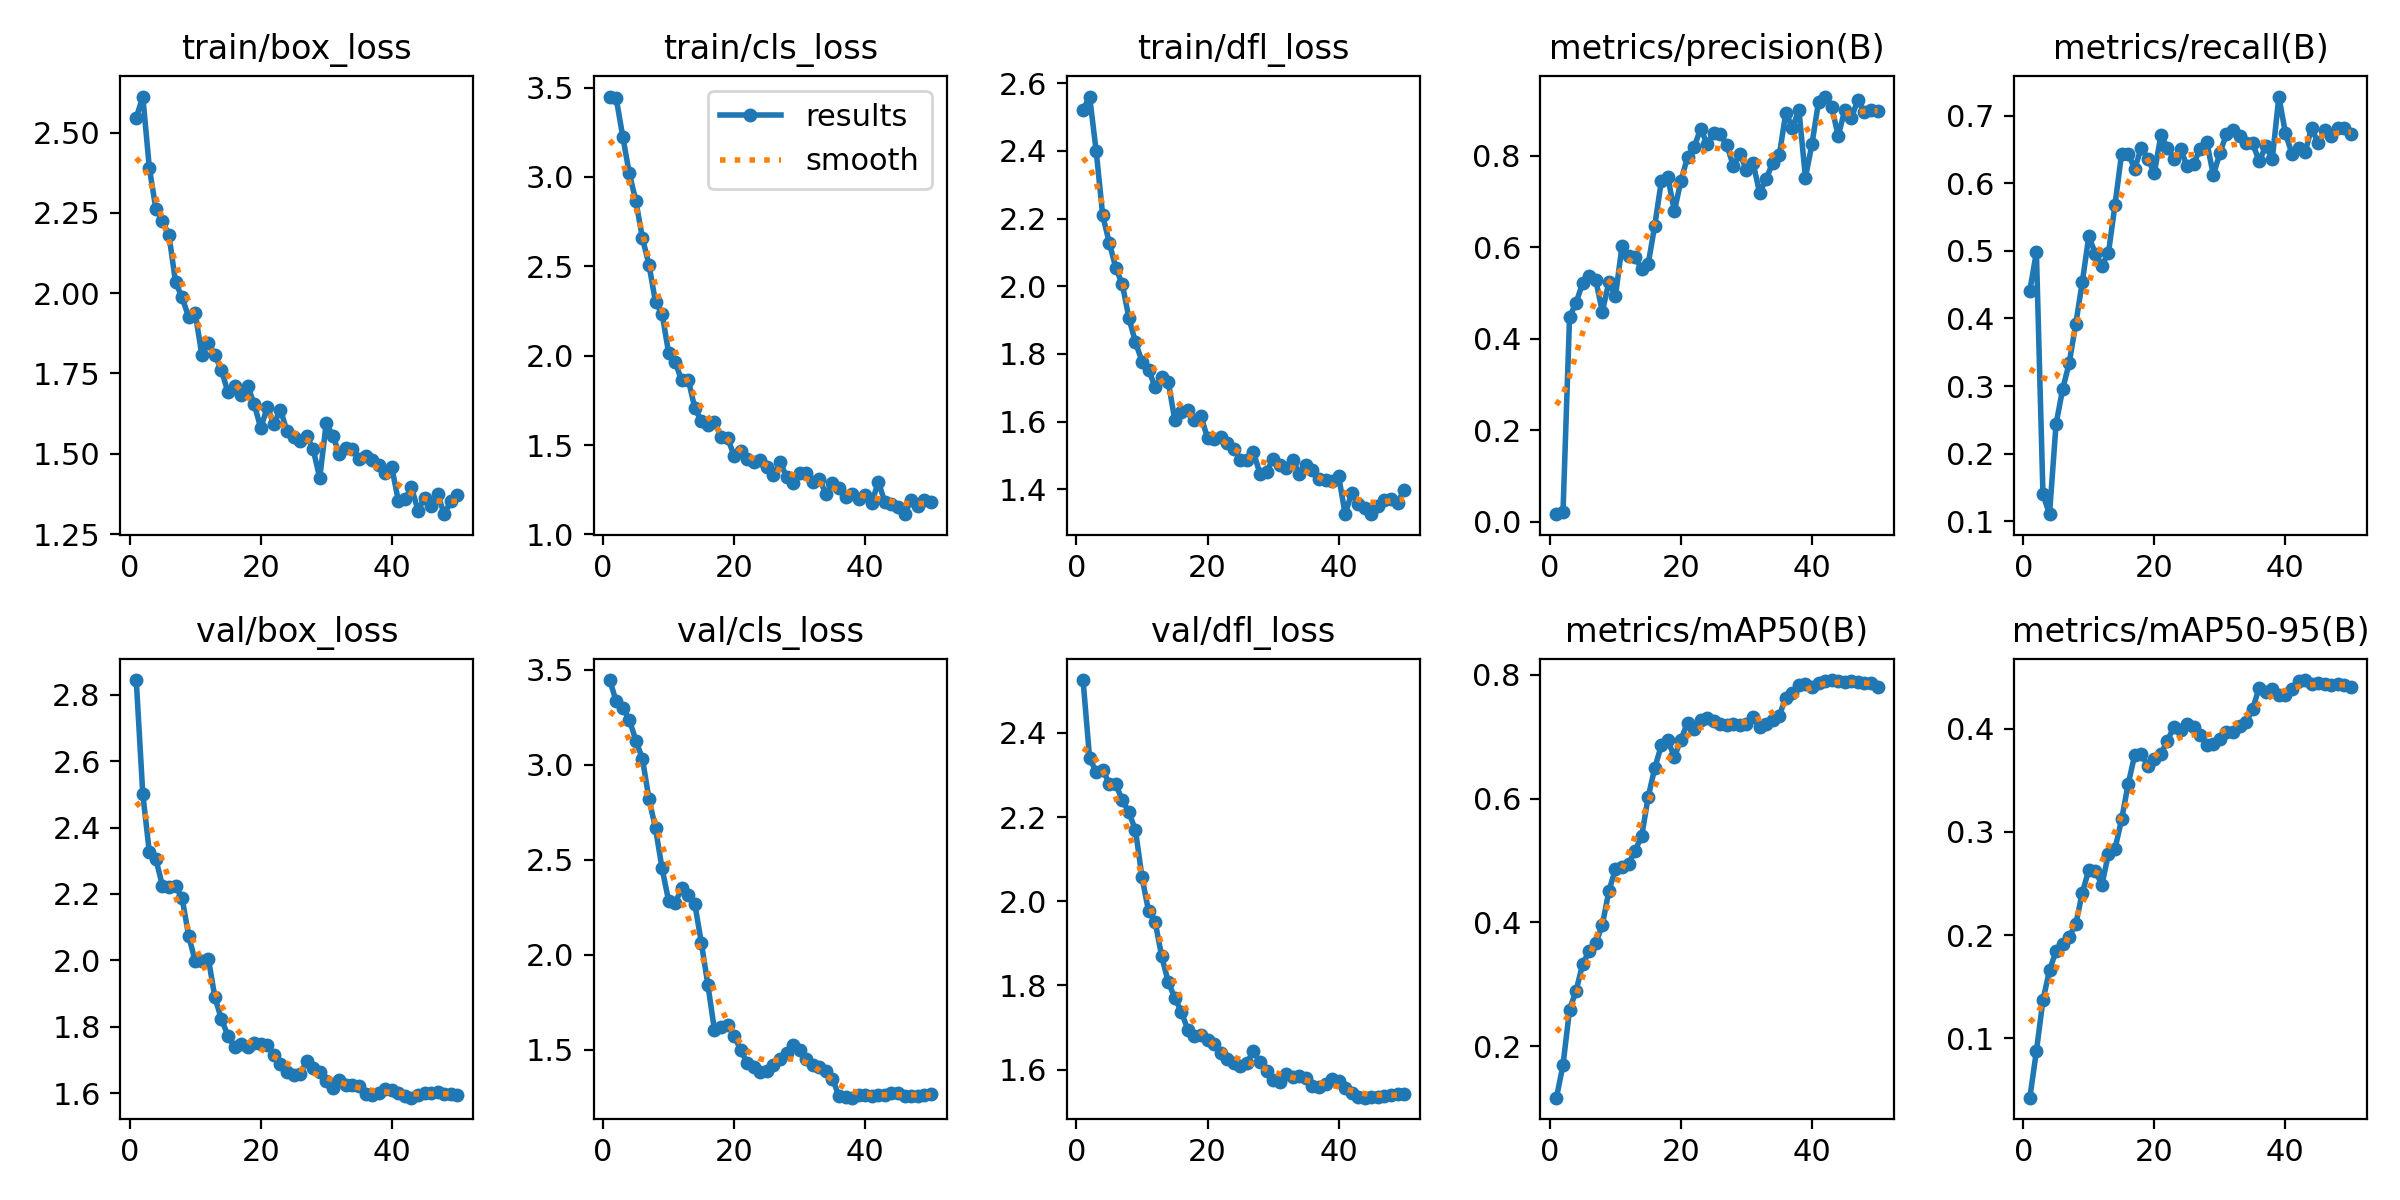 train/box_loss
train/cls_loss
train/dfl_loss
metrics/precision(B)
metrics/recall(B)
2.50
2.25
2.00
1.75
1.50
1.25
0 20 40
results
smooth
3.5
3.0
2.5
2.0
1.5
1.0
0 20 40
2.6
2.4
2.2
2.0
1.8
1.6
1.4
0 20 40
0.8
0.6
0.4
0.2
0.0
0 20 40
0.7
0.6
0.5
0.4
0.3
0.2
0.1
0 20 40
val/box_loss
val/cls_loss
val/dfl_loss
metrics/mAP50(B)
metrics/mAP50-95(B)
2.8
2.6
2.4
2.2
2.0
1.8
1.6
0 20 40
3.5
3.0
2.5
2.0
1.5
0 20 40
2.4
2.2
2.0
1.8
1.6
0 20 40
0.8
0.6
0.4
0.2
0 20 40
0.4
0.3
0.2
0.1
0 20 40